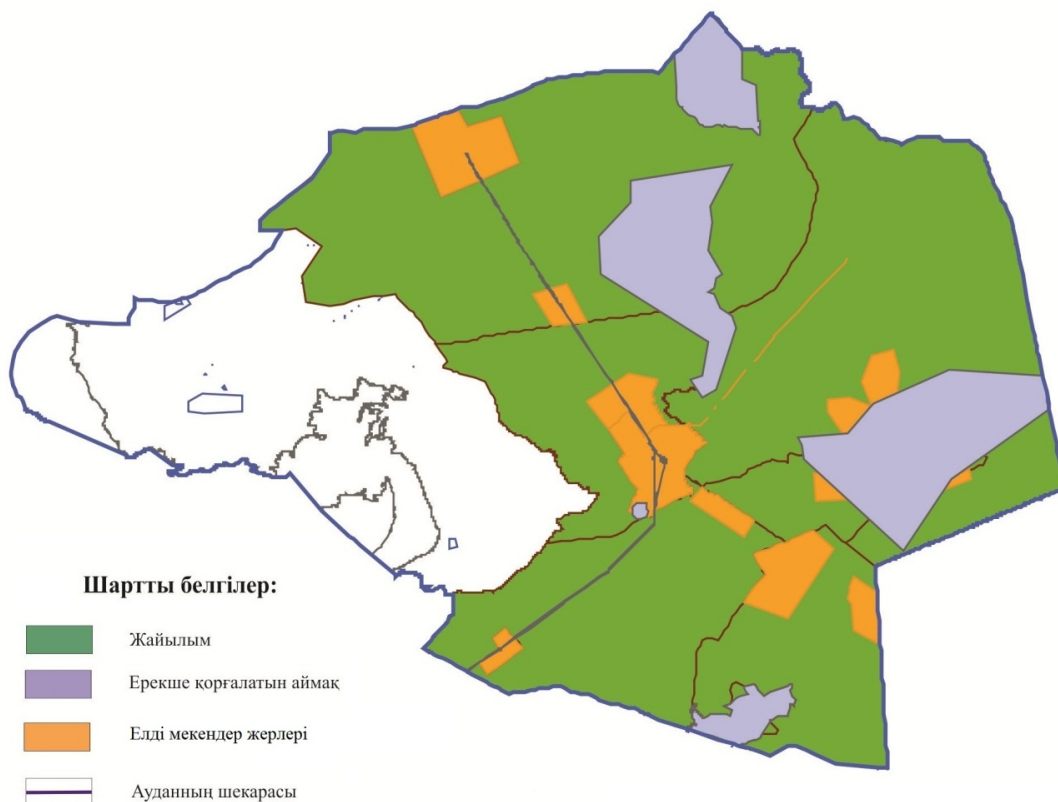 Шартты белгілер:
Жайылым
Ерекше қорғалатын аймақ
Елді мекендер жерлері
Ауданның шекарасы